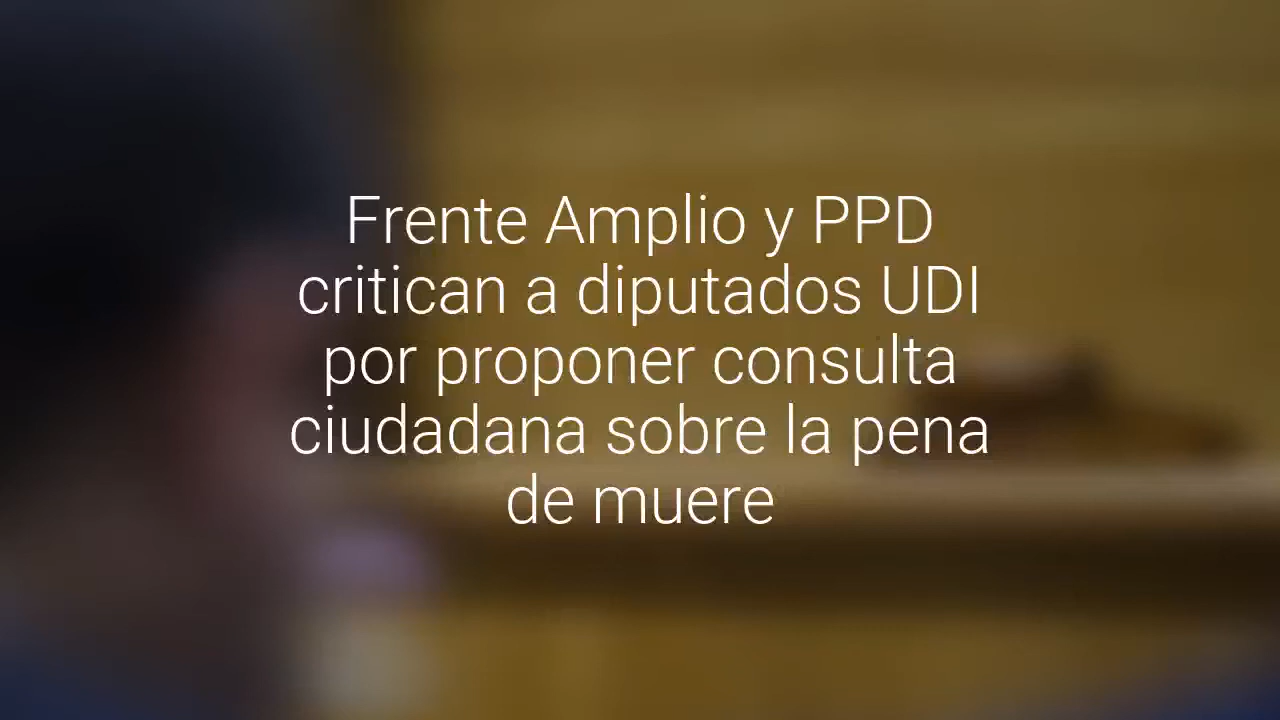 Frente Amplio y PPD
critican a diputados UDI
por proponer consulta
ciudadana sobre la pena
de muere